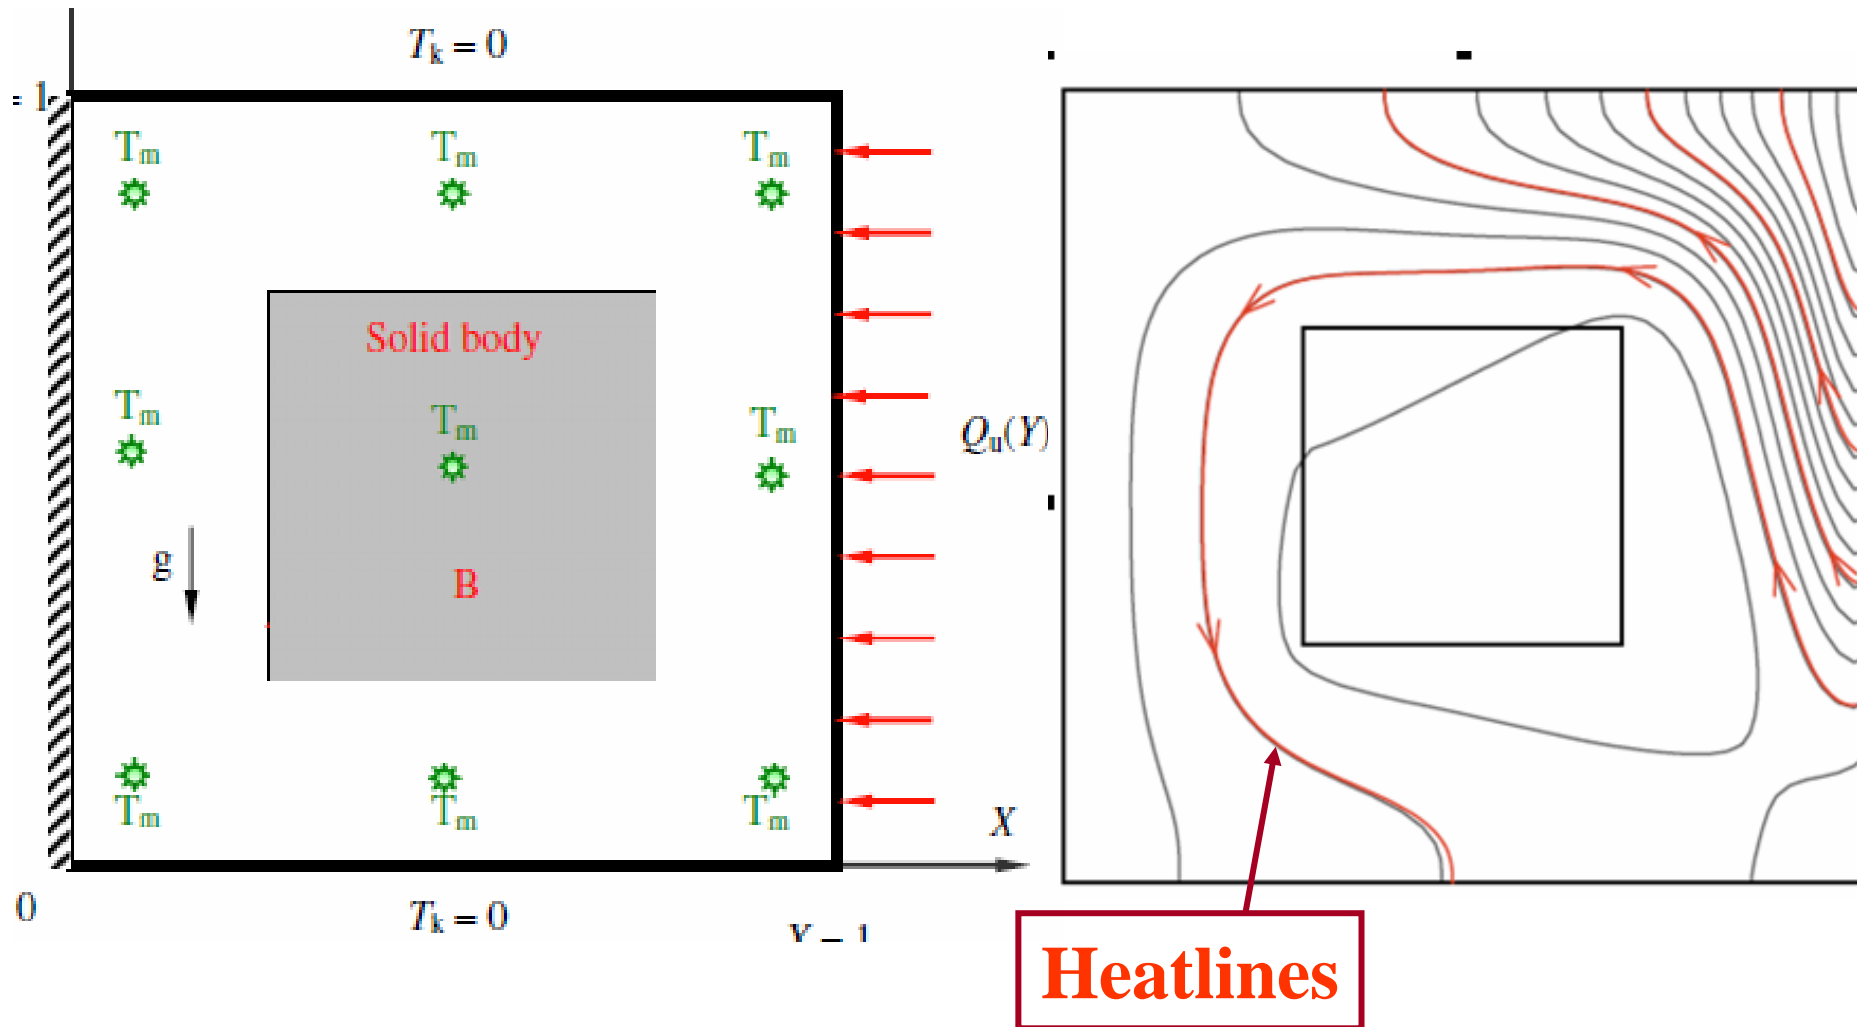 Tk = 0
= 1
Tm Tm Tm
Solid body
Tm Tm Tm
Qu(Y)
g
B
Tm Tm Tm
X
0
Tk = 0
Heatlines